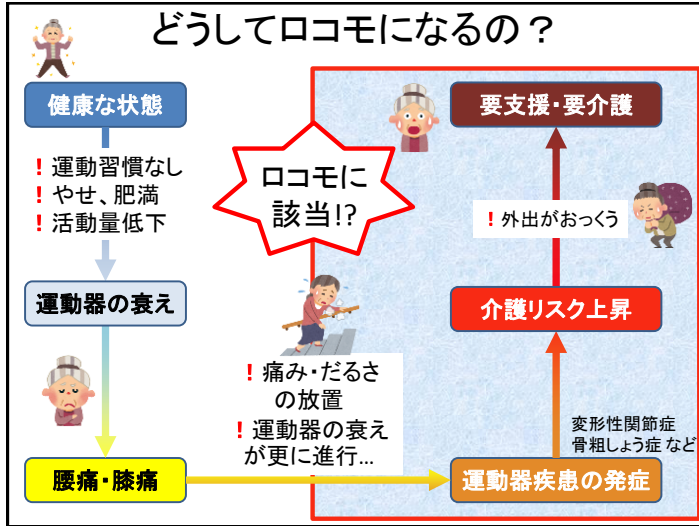 どうしてロコモになるの？
健康な状態
！運動習慣なし
！やせ、肥満
！活動量低下
運動器の衰え
腰痛・膝痛
ロコモに
該当!?
！痛み・だるさ
の放置
！運動器の衰え
が更に進行...
運動器疾患の発症
変形性関節症
骨粗しょう症 など
介護リスク上昇
！外出がおっくう
要支援・要介護